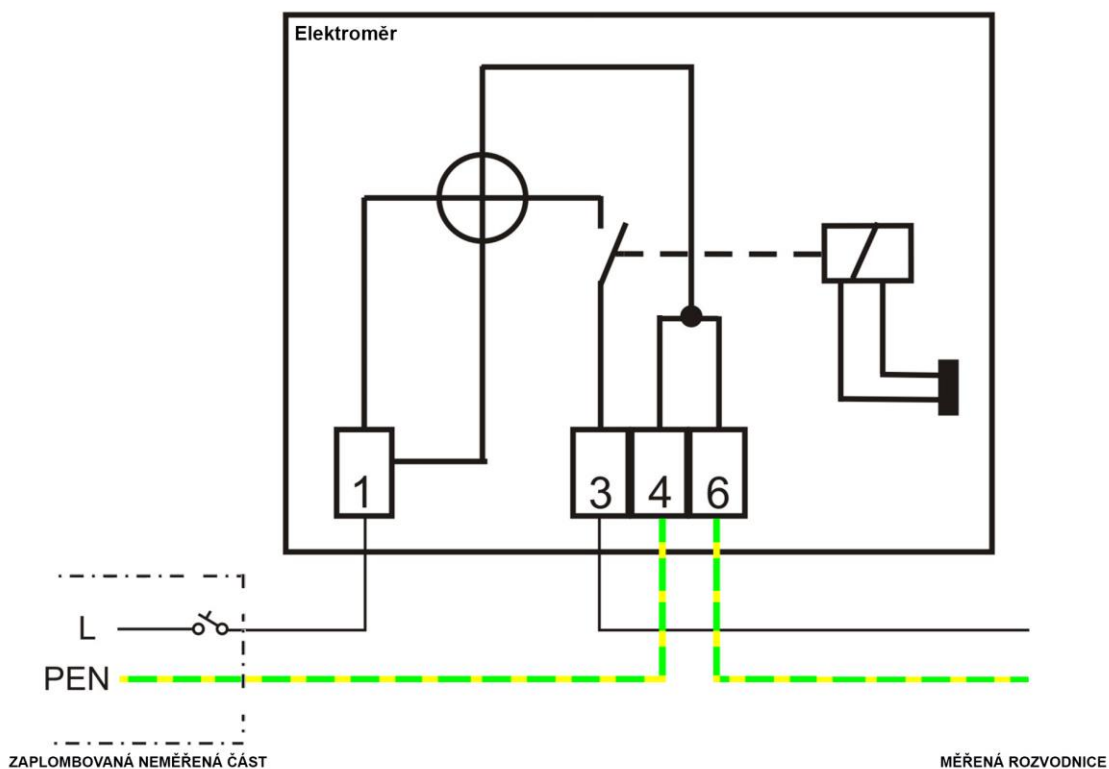 Elektroměr
1
3
4
6
L
PEN
ZAPLOMBOVANÁ NEMĚŘENÁ ČÁST
MĚŘENÁ ROZVODNICE